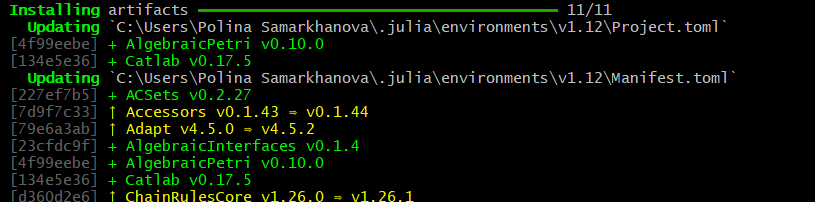 Installing artifacts ━━━━━━━━━━━━━━━━━━━━━━━━━━━━━━━━━━━━━━━━ 11/11
Updating `C:\Users\Polina Samarkhanova\.julia\environments\v1.12\Project.toml`
[4f99eebe] + AlgebraicPetri v0.10.0
[134e5e36] + Catlab v0.17.5
Updating `C:\Users\Polina Samarkhanova\.julia\environments\v1.12\Manifest.toml`
[227ef7b5] + ACSets v0.2.27
[7d9f7c33] ↑ Accessors v0.1.43 ⇒ v0.1.44
[79e6a3ab] ↑ Adapt v4.5.0 ⇒ v4.5.2
[23cfdc9f] + AlgebraicInterfaces v0.1.4
[4f99eebe] + AlgebraicPetri v0.10.0
[134e5e36] + Catlab v0.17.5
[d360d2e6] ↑ ChainRulesCore v1.26.0 ⇒ v1.26.1